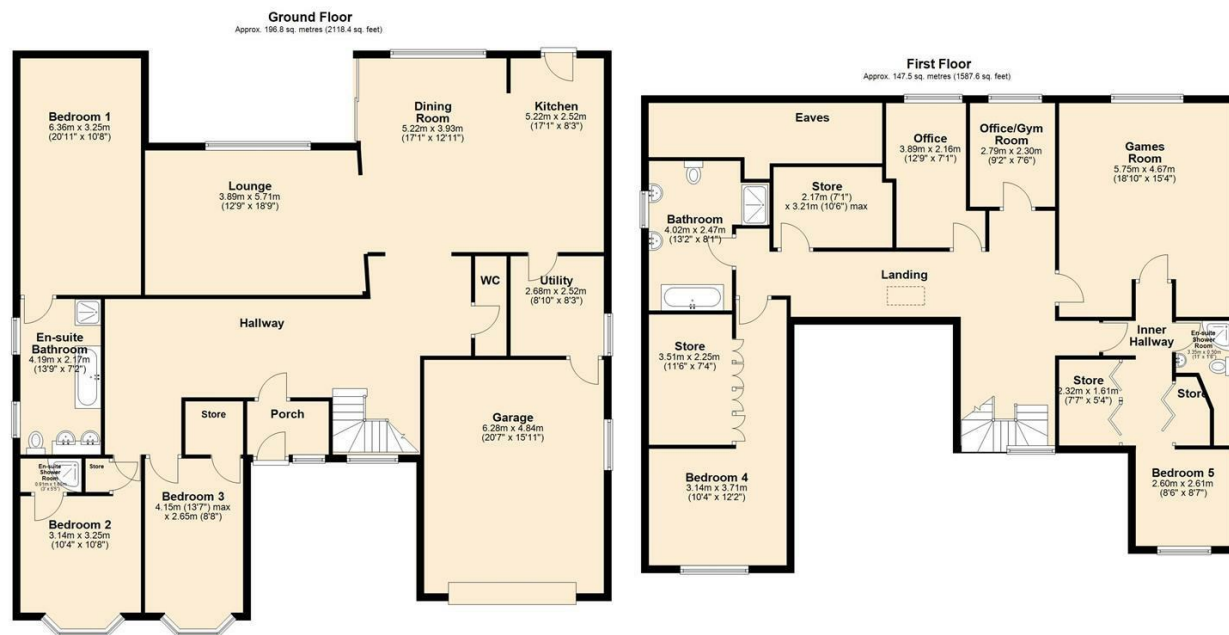 Ground Floor
Approx. 196.8 sq. metres (2118.4 sq. feet)
Bedroom 1
6.36m x 3.25m
(20'11" x 10'8")
Lounge
3.89m x 5.71m
(12'9" x 18'9")
Dining
Room
5.22m x 3.93m
(17'1" x 12'11")
Kitchen
5.22m x 2.52m
(17'1" x 8'3")
WC
Utility
2.68m x 2.52m
(8'10" x 8'3")
Hallway
En-suite
Bathroom
4.19m x 2.17m
(13'9" x 7'2")
Store
Porch
Garage
6.28m x 4.84m
(20'7" x 15'11")
En-suite
Shower
Room
Store
Bedroom 2
3.14m x 3.25m
(10'4" x 10'8")
Bedroom 3
4.15m (13'7") max
x 2.65m (8'8")
First Floor
Approx. 147.5 sq. metres (1587.6 sq. feet)
Eaves
Office
3.89m x 2.16m
(12'9" x 7'1")
Office/Gym
Room
2.79m x 2.30m
(9'2" x 7'6")
Games
Room
5.75m x 4.67m
(18'10" x 15'4")
Store
2.17m (7'1")
x 3.21m (10'6") max
Bathroom
4.02m x 2.47m
(13'2" x 8'1")
Landing
Store
3.51m x 2.25m
(11'6" x 7'4")
Inner
Hallway
En-suite
Shower
Room
Store
2.32m x 1.61m
(7'7" x 5'4")
Store
Bedroom 4
3.14m x 3.71m
(10'4" x 12'2")
Bedroom 5
2.60m x 2.61m
(8'6" x 8'7")